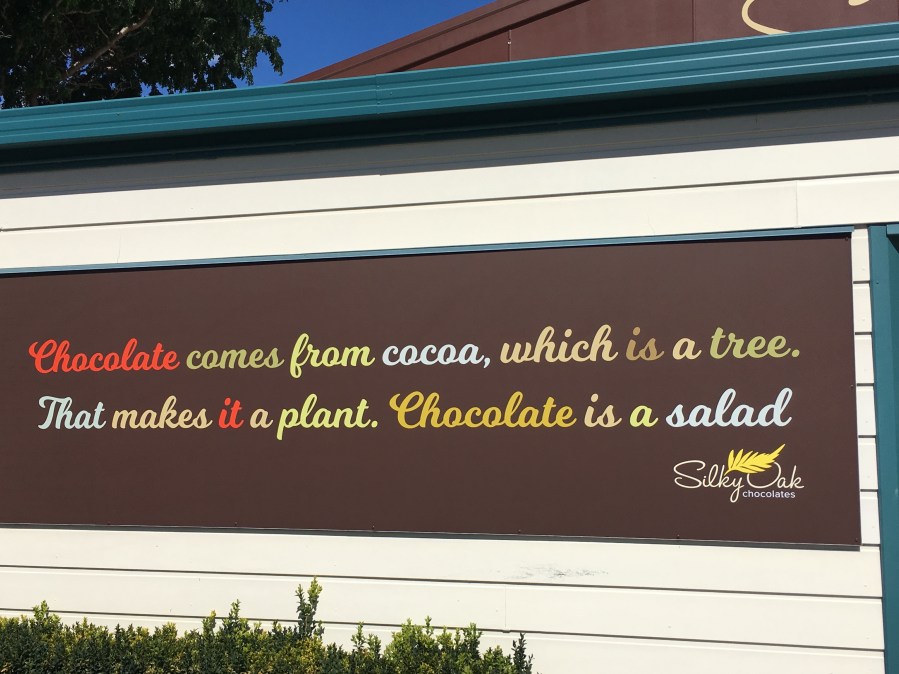 Chocolate comes from cocoa, which is a tree.
That makes it a plant. Chocolate is a salad
Silky Oak
chocolates